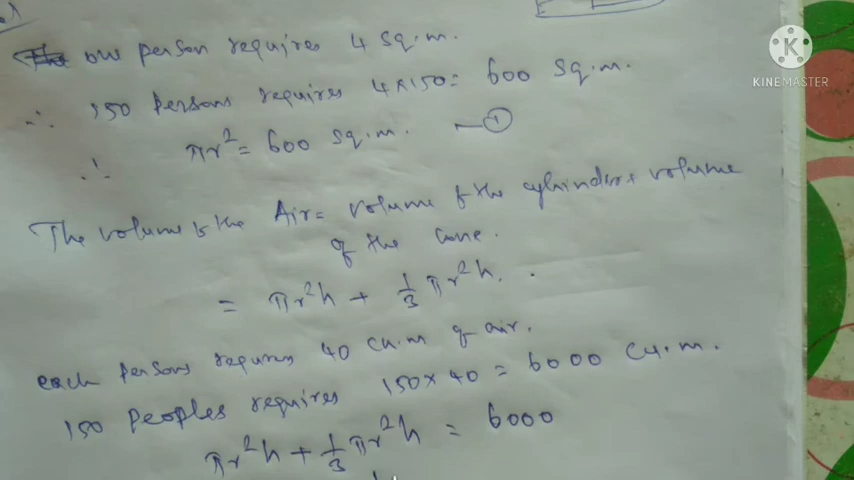 one person requires 4 sq.m.
∴ 150 persons requires 4×150= 600 sq.m.
∴ πr²= 600 sq.m. —①
The volume of the Air= volume of the cylinder+ volume
of the cone.
= πr²h + 1/3 πr²h.
each persons requires 40 cu.m of air.
150 peoples requires 150×40 = 6000 cu.m.
πr²h + 1/3 πr²h = 6000
K
KINEMASTER